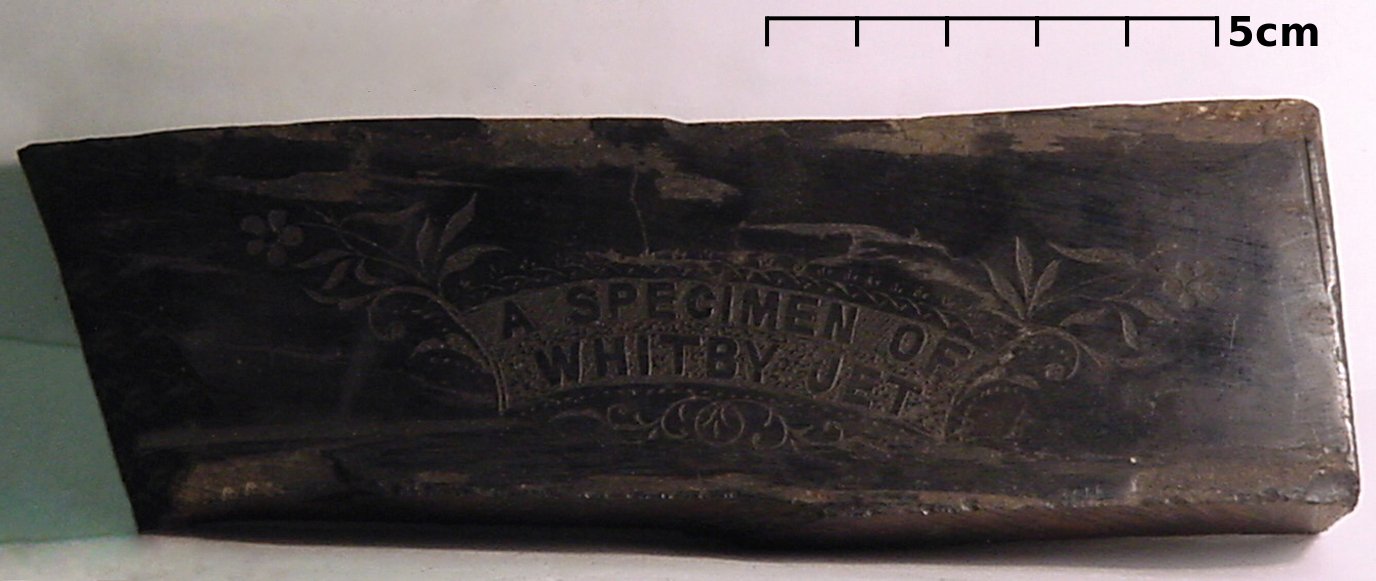 5cm
A SPECIMEN OF
WHITBY JET